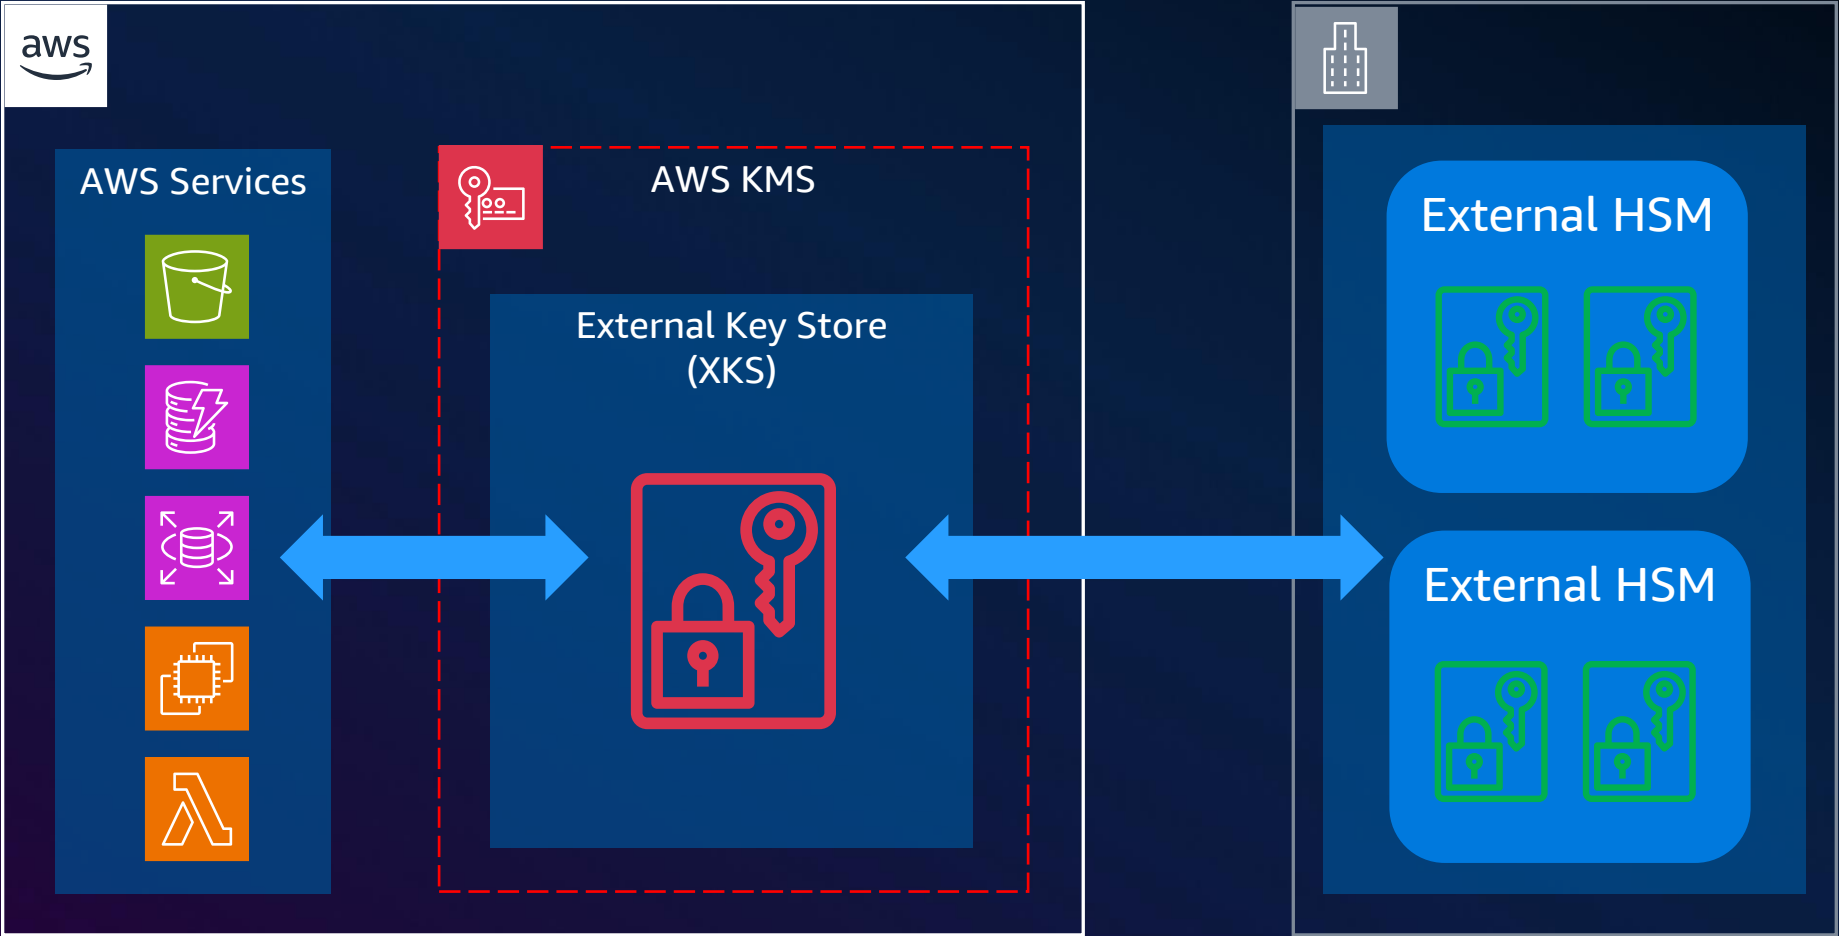 aws
AWS Services
AWS KMS
External Key Store
(XKS)
External HSM
External HSM